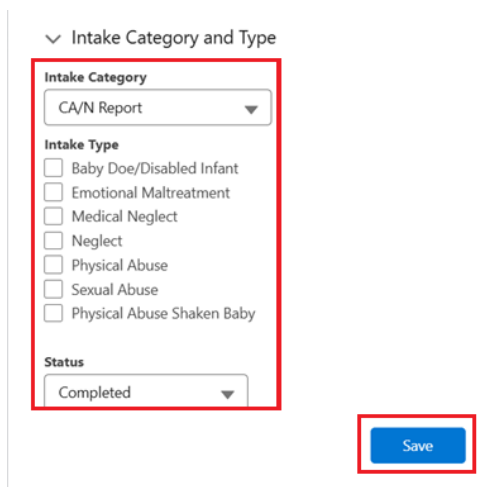 Intake Category and Type
Intake Category
CA/N Report
Intake Type
Baby Doe/Disabled Infant
Emotional Maltreatment
Medical Neglect
Neglect
Physical Abuse
Sexual Abuse
Physical Abuse Shaken Baby
Status
Completed
Save